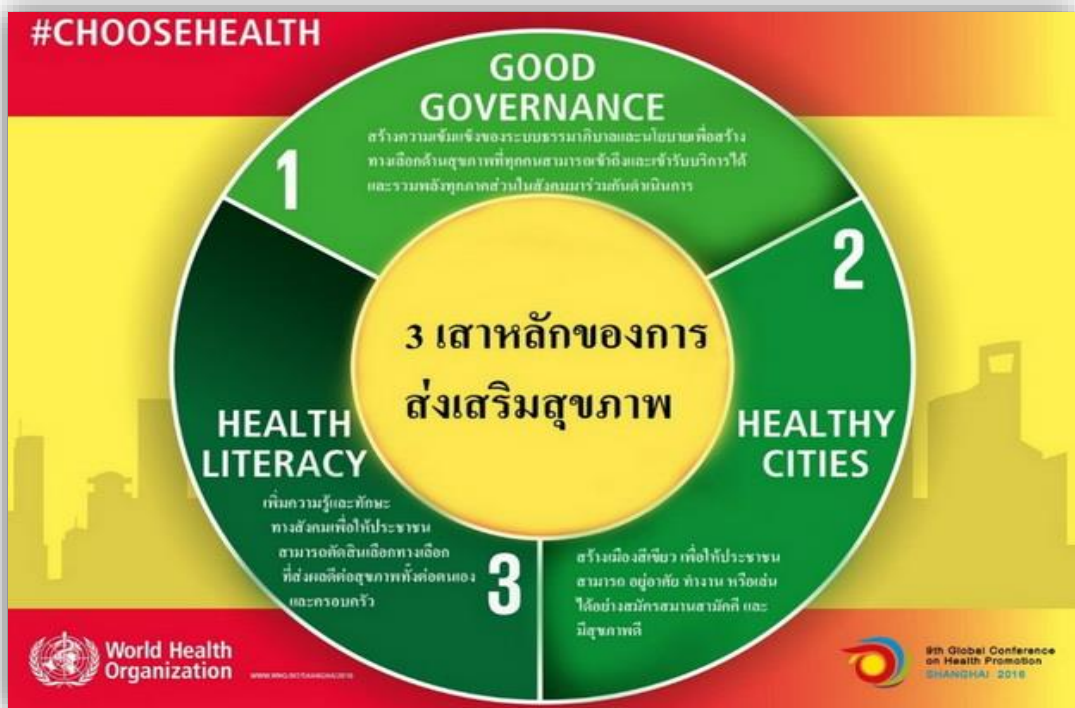 #CHOOSEHEALTH
GOOD
GOVERNANCE
สร้างความเข้มแข็งของระบบธรรมาภิบาลและนโยบายเพื่อสร้าง
ทางเลือกด้านสุขภาพที่ทุกคนสามารถเข้าถึงและเข้ารับบริการได้
และรวมพลังทุกภาคส่วนในสังคมมาร่วมกันดำเนินการ
1
2
3 เสาหลักของการ
ส่งเสริมสุขภาพ
HEALTHY
CITIES
สร้างเมืองสีเขียว เพื่อให้ประชาชน
สามารถ อยู่อาศัย ทำงาน หรือเล่น
ได้อย่างสมัครสมานสามัคคี และ
มีสุขภาพดี
HEALTH
LITERACY
เพิ่มความรู้และทักษะ
ทางสังคมเพื่อให้ประชาชน
สามารถตัดสินเลือกทางเลือก
ที่ส่งผลดีต่อสุขภาพทั้งต่อตนเอง
และครอบครัว
3
World Health
Organization
WWW.WHO.INT/SHANGHAI2016
9th Global Conference
on Health Promotion
SHANGHAI 2016